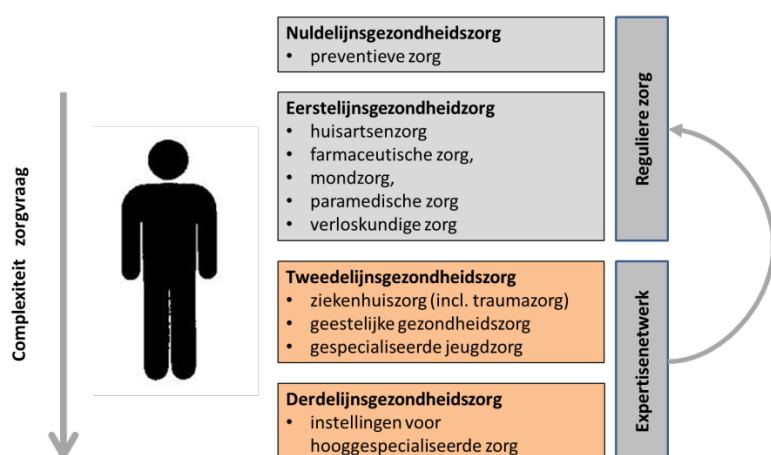 Complexiteit zorgvraag
Nuldelijnsgezondheidszorg
• preventieve zorg
Eerstelijnsgezondheidzorg
• huisartsenzorg
• farmaceutische zorg,
• mondzorg,
• paramedische zorg
• verloskundige zorg
Reguliere zorg
Tweedelijnsgezondheidszorg
• ziekenhuiszorg (incl. traumazorg)
• geestelijke gezondheidszorg
• gespecialiseerde jeugdzorg
Derdelijnsgezondheidszorg
• instellingen voor
hooggespecialiseerde zorg
Expertisenetwerk